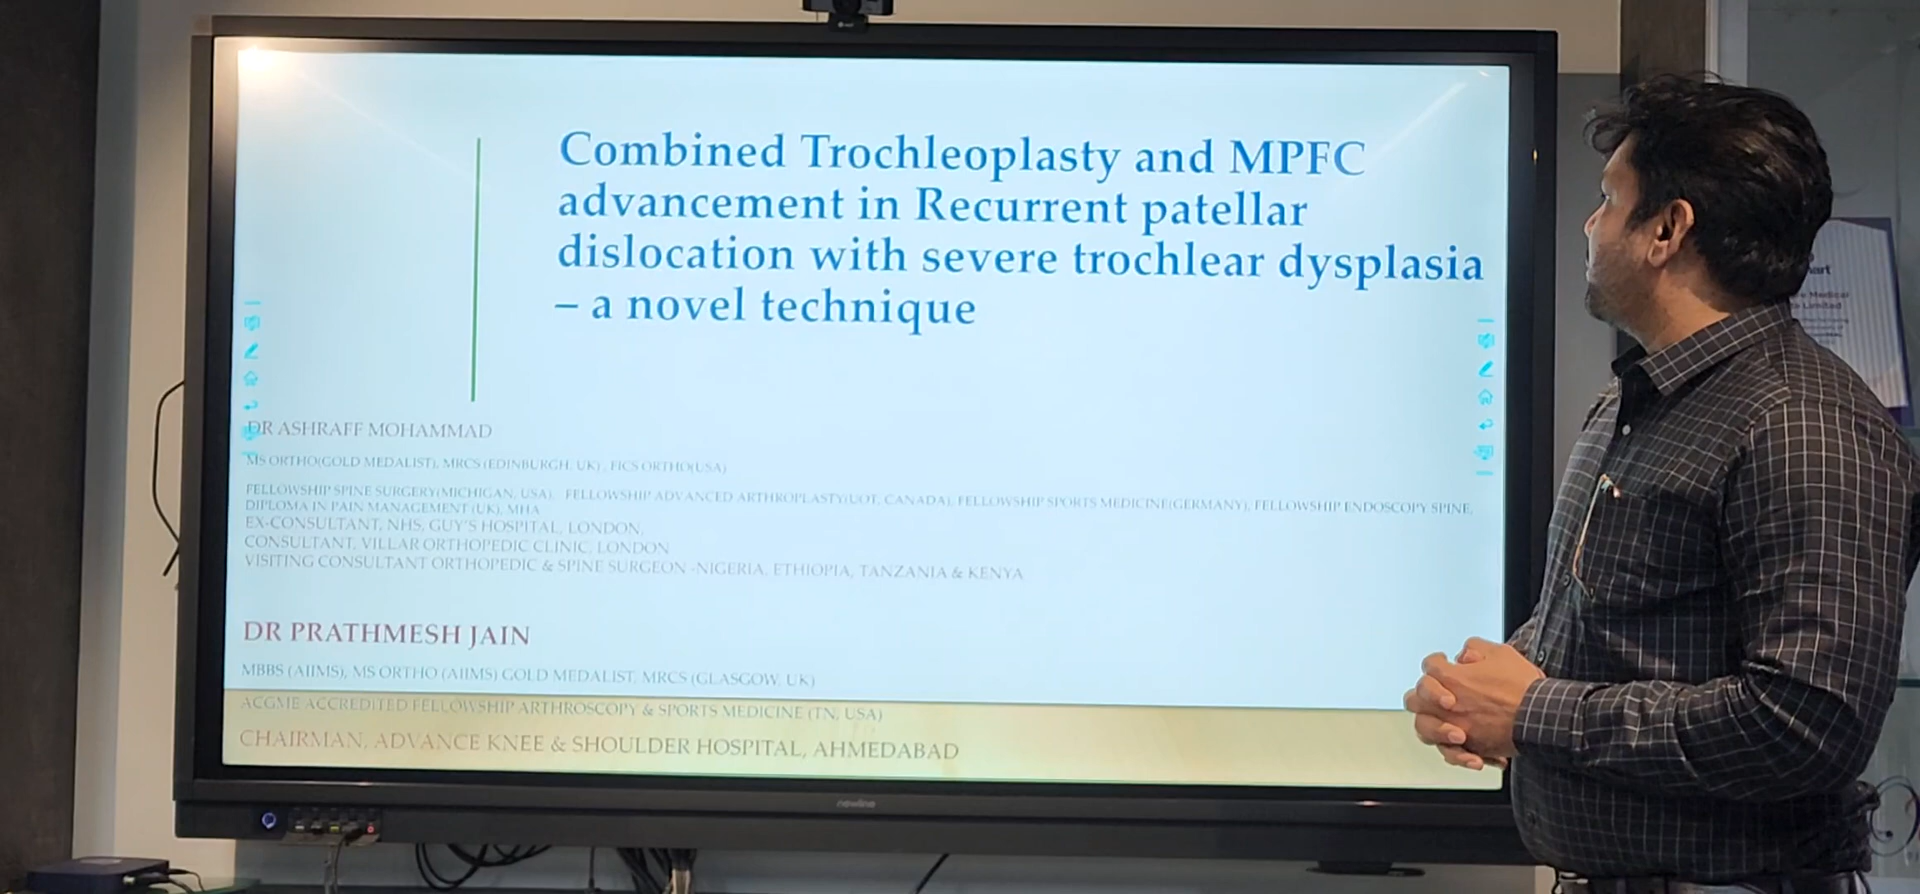 Combined Trochleoplasty and MPFC
advancement in Recurrent patellar
dislocation with severe trochlear dysplasia
– a novel technique
DR ASHRAFF MOHAMMAD
MS ORTHO(GOLD MEDALIST), MRCS (EDINBURGH, UK) , FICS ORTHO(USA)
FELLOWSHIP SPINE SURGERY(MICHIGAN, USA), FELLOWSHIP ADVANCED ARTHROPLASTY(UOT, CANADA), FELLOWSHIP SPORTS MEDICINE(GERMANY), FELLOWSHIP ENDOSCOPY SPINE,
DIPLOMA IN PAIN MANAGEMENT (UK), MHA
EX-CONSULTANT, NHS, GUY'S HOSPITAL, LONDON,
CONSULTANT, VILLAR ORTHOPEDIC CLINIC, LONDON
VISITING CONSULTANT ORTHOPEDIC & SPINE SURGEON -NIGERIA, ETHIOPIA, TANZANIA & KENYA
DR PRATHMESH JAIN
MBBS (AIIMS), MS ORTHO (AIIMS) GOLD MEDALIST, MRCS (GLASGOW, UK)
ACGME ACCREDITED FELLOWSHIP ARTHROSCOPY & SPORTS MEDICINE (TN, USA)
CHAIRMAN, ADVANCE KNEE & SHOULDER HOSPITAL, AHMEDABAD
newline
Medical
Limited